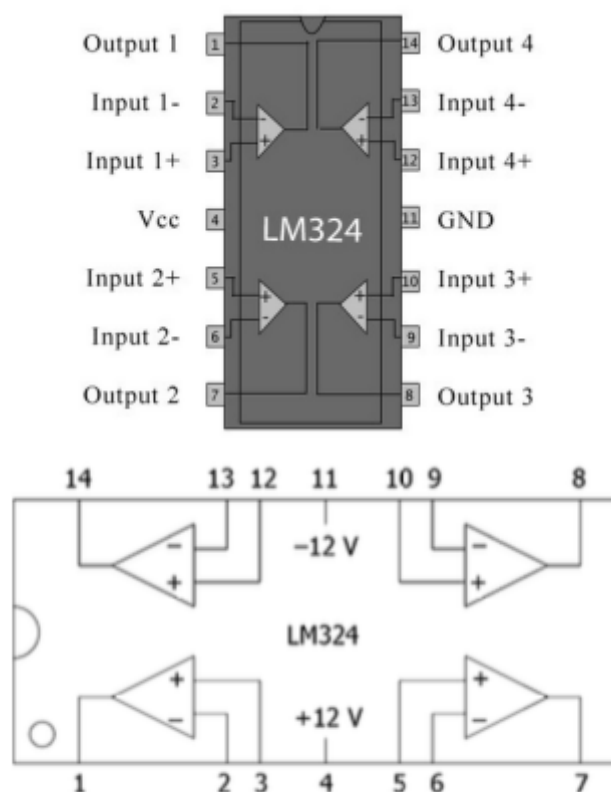 Output 1 1 14 Output 4
Input 1- 2 - - 13 Input 4-
Input 1+ 3 + + 12 Input 4+
Vcc 4 LM324 11 GND
Input 2+ 5 + + 10 Input 3+
Input 2- 6 - - 9 Input 3-
Output 2 7 8 Output 3
14 13 12 11 10 9 8
- -12 V -
+ +
LM324
+ +
- +12 V -
1 2 3 4 5 6 7